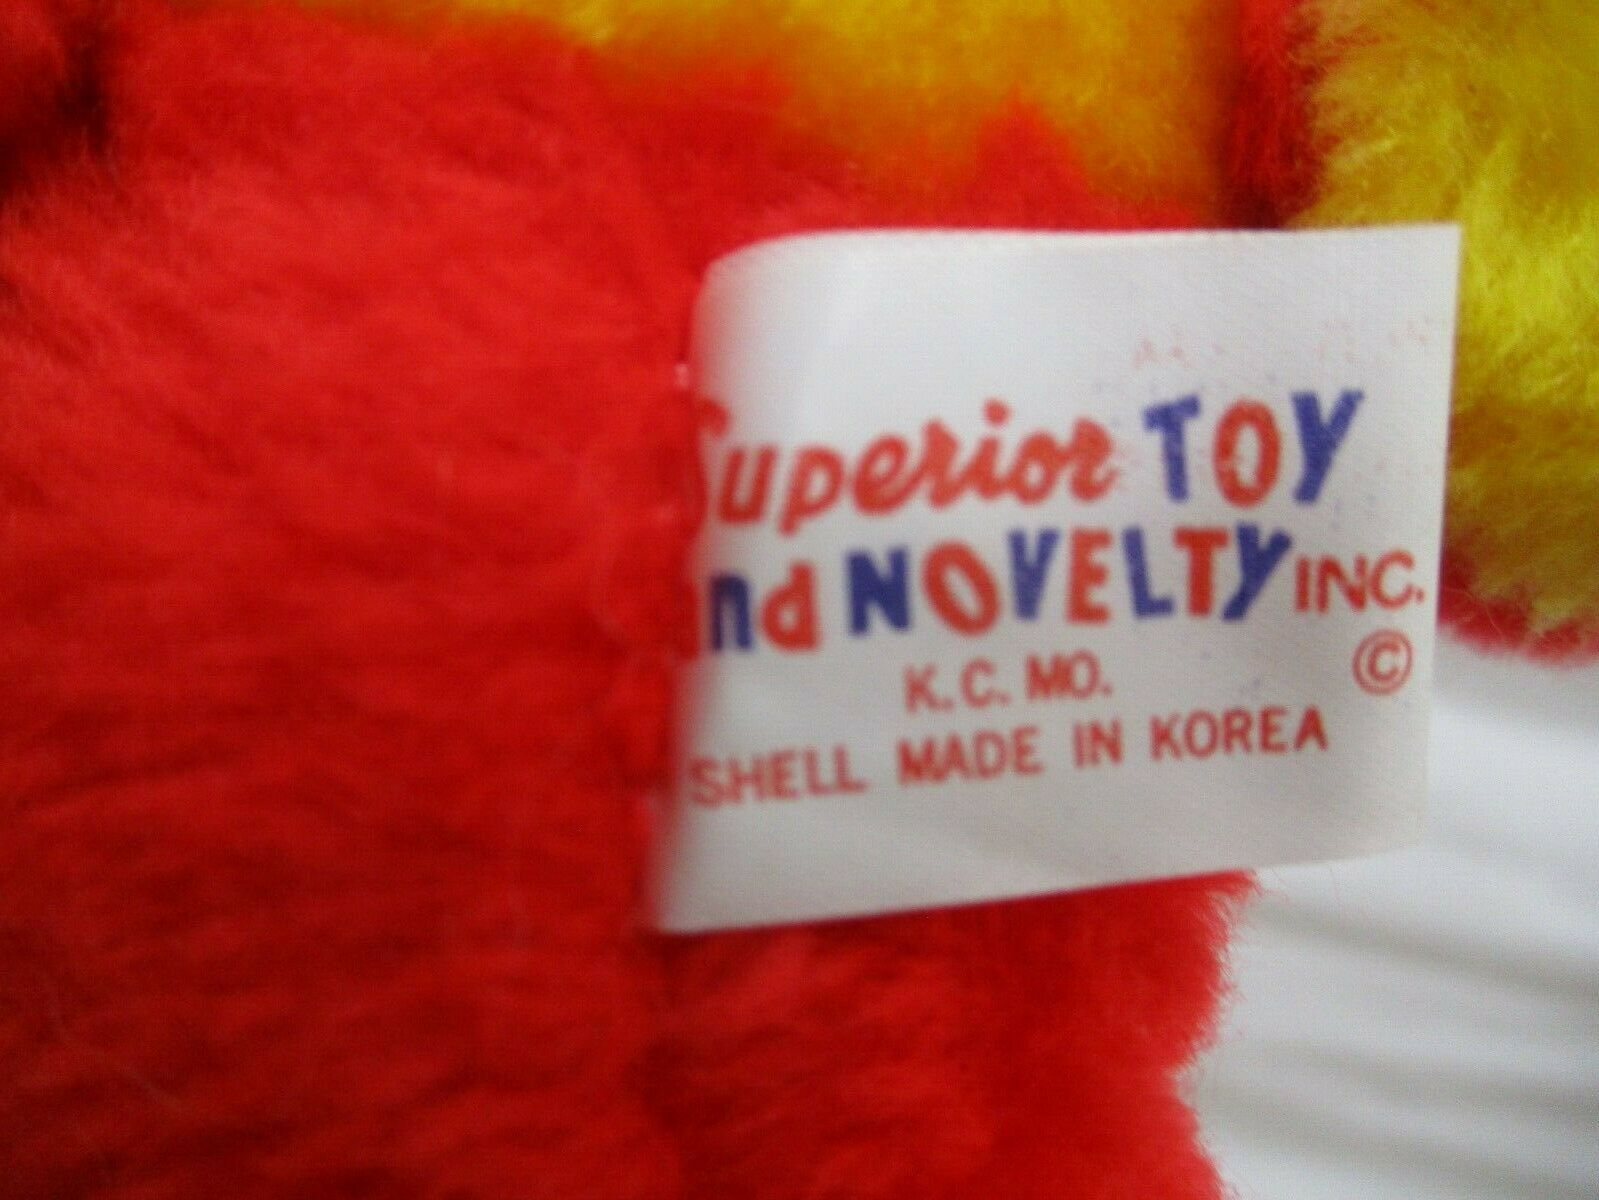 Superior TOY
nd NOVELTY INC.
K.C. MO. ©
SHELL MADE IN KOREA